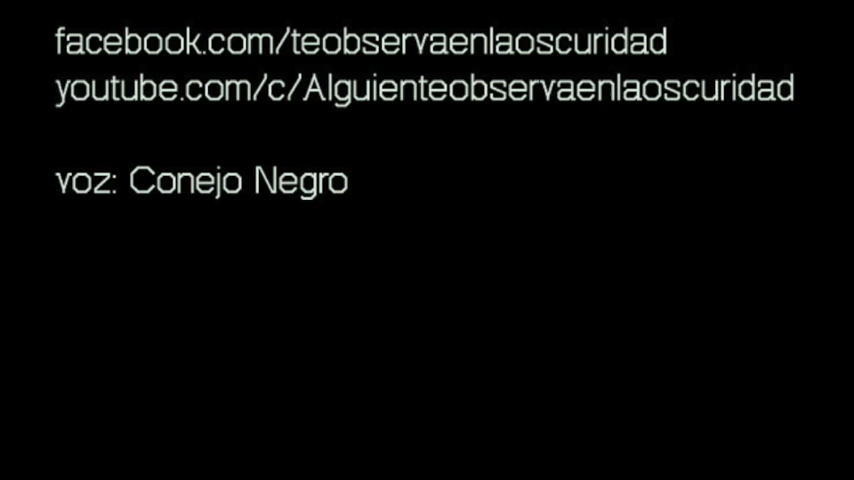 facebook.com/teobservaenlaoscuridad
youtube.com/c/Alguienteobservaenlaoscuridad
voz: Conejo Negro